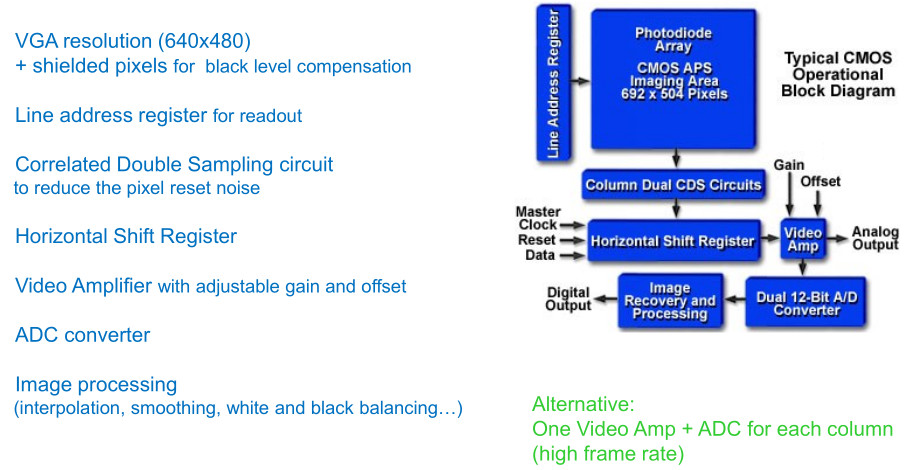 VGA resolution (640x480)
+ shielded pixels for black level compensation
Line address register for readout
Correlated Double Sampling circuit
to reduce the pixel reset noise
Horizontal Shift Register
Video Amplifier with adjustable gain and offset
ADC converter
Image processing
(interpolation, smoothing, white and black balancing…)
Line Address Register
Photodiode
Array
CMOS APS
Imaging Area
692 x 504 Pixels
Typical CMOS
Operational
Block Diagram
Column Dual CDS Circuits
Gain
Offset
Master
Clock
Reset
Data
Horizontal Shift Register
Video
Amp
Analog
Output
Digital
Output
Image
Recovery and
Processing
Dual 12-Bit A/D
Converter
Alternative:
One Video Amp + ADC for each column
(high frame rate)